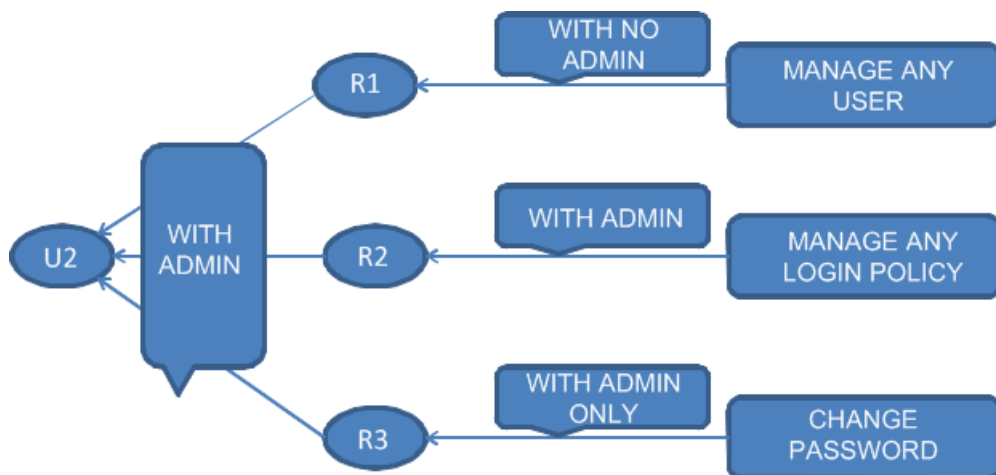 WITH NO
ADMIN
R1
MANAGE ANY
USER
WITH
ADMIN
U2
WITH ADMIN
R2
MANAGE ANY
LOGIN POLICY
WITH ADMIN
ONLY
R3
CHANGE
PASSWORD